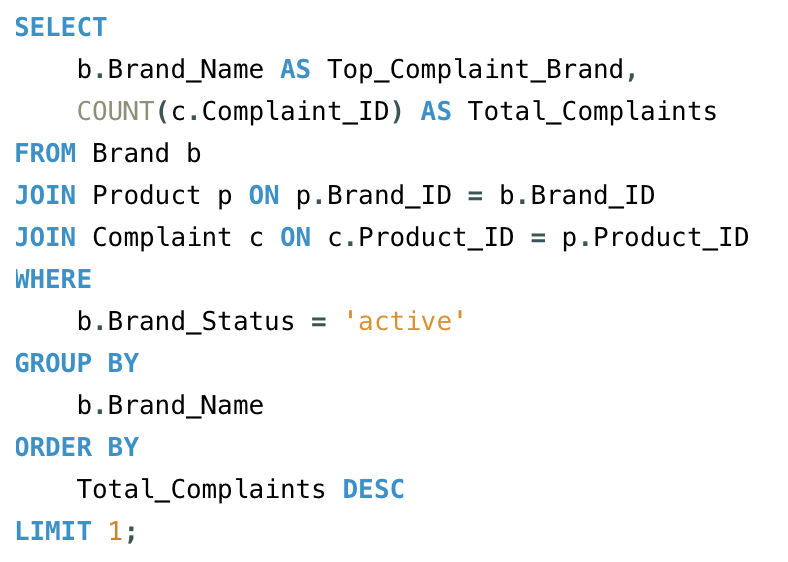 SELECT
    b.Brand_Name AS Top_Complaint_Brand,
    COUNT(c.Complaint_ID) AS Total_Complaints
FROM Brand b
JOIN Product p ON p.Brand_ID = b.Brand_ID
JOIN Complaint c ON c.Product_ID = p.Product_ID
WHERE
    b.Brand_Status = 'active'
GROUP BY
    b.Brand_Name
ORDER BY
    Total_Complaints DESC
LIMIT 1;